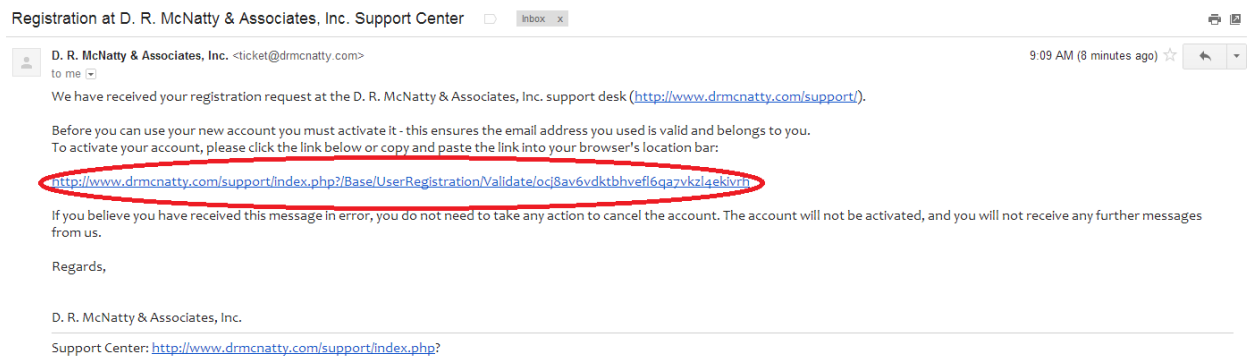 Registration at D. R. McNatty & Associates, Inc. Support Center
Inbox x
D. R. McNatty & Associates, Inc. <ticket@drmcnatty.com>
9:09 AM (8 minutes ago)
to me
We have received your registration request at the D. R. McNatty & Associates, Inc. support desk (http://www.drmcnatty.com/support/).
Before you can use your new account you must activate it - this ensures the email address you used is valid and belongs to you.
To activate your account, please click the link below or copy and paste the link into your browser's location bar:
http://www.drmcnatty.com/support/index.php?/Base/UserRegistration/Validate/ocj8av6vdktbhvefl6qa7vkzl4ekivrh
If you believe you have received this message in error, you do not need to take any action to cancel the account. The account will not be activated, and you will not receive any further messages
from us.
Regards,
D. R. McNatty & Associates, Inc.
Support Center: http://www.drmcnatty.com/support/index.php?